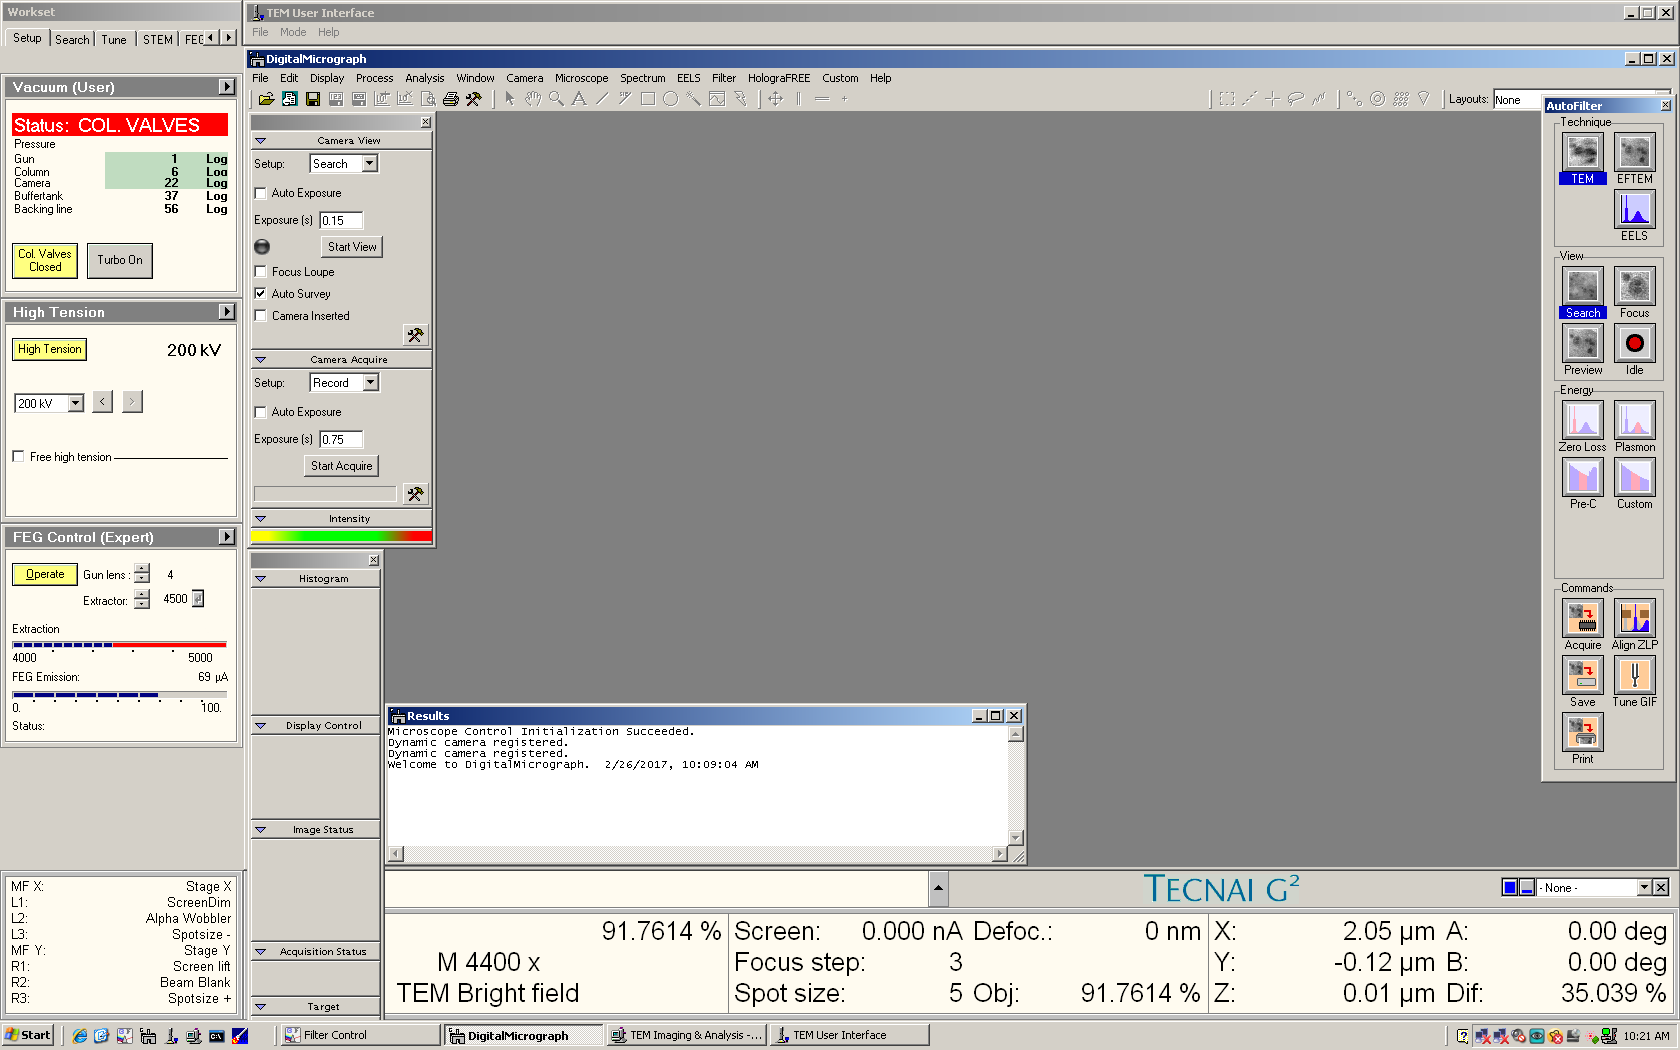 Workset
Setup Search Tune STEM FEG
Vacuum (User)
Status: COL. VALVES
Pressure
Gun 1 Log
Column 6 Log
Camera 22 Log
Buffertank 37 Log
Backing line 56 Log
Col. Valves
Closed
Turbo On
High Tension
High Tension 200 kV
200 kV < >
Free high tension
FEG Control (Expert)
Operate Gun lens : 4
Extractor: 4500
Extraction
4000 5000
FEG Emission: 69 µA
0. 100.
Status:
MF X: Stage X
L1: ScreenDim
L2: Alpha Wobbler
L3: Spotsize -
MF Y: Stage Y
R1: Screen lift
R2: Beam Blank
R3: Spotsize +
TEM User Interface
File Mode Help
DigitalMicrograph
File Edit Display Process Analysis Window Camera Microscope Spectrum EELS Filter HolograFREE Custom Help
Layouts: None
Camera View
Setup: Search
Auto Exposure
Exposure (s) 0.15
Start View
Focus Loupe
Auto Survey
Camera Inserted
Camera Acquire
Setup: Record
Auto Exposure
Exposure (s) 0.75
Start Acquire
Intensity
Histogram
Display Control
Image Status
Acquisition Status
Target
Results
Microscope Control Initialization Succeeded.
Dynamic camera registered.
Dynamic camera registered.
Welcome to DigitalMicrograph. 2/26/2017, 10:09:04 AM
AutoFilter
Technique
TEM EFTEM
EELS
View
Search Focus
Preview Idle
Energy
Zero Loss Plasmon
Pre-C Custom
Commands
Acquire Align ZLP
Save Tune GIF
Print
TECNAI G²
- None -
91.7614 % Screen: 0.000 nA Defoc.: 0 nm X: 2.05 µm A: 0.00 deg
M 4400 x Focus step: 3 Y: -0.12 µm B: 0.00 deg
TEM Bright field Spot size: 5 Obj: 91.7614 % Z: 0.01 µm Dif: 35.039 %
Start Filter Control DigitalMicrograph TEM Imaging & Analysis -... TEM User Interface 10:21 AM